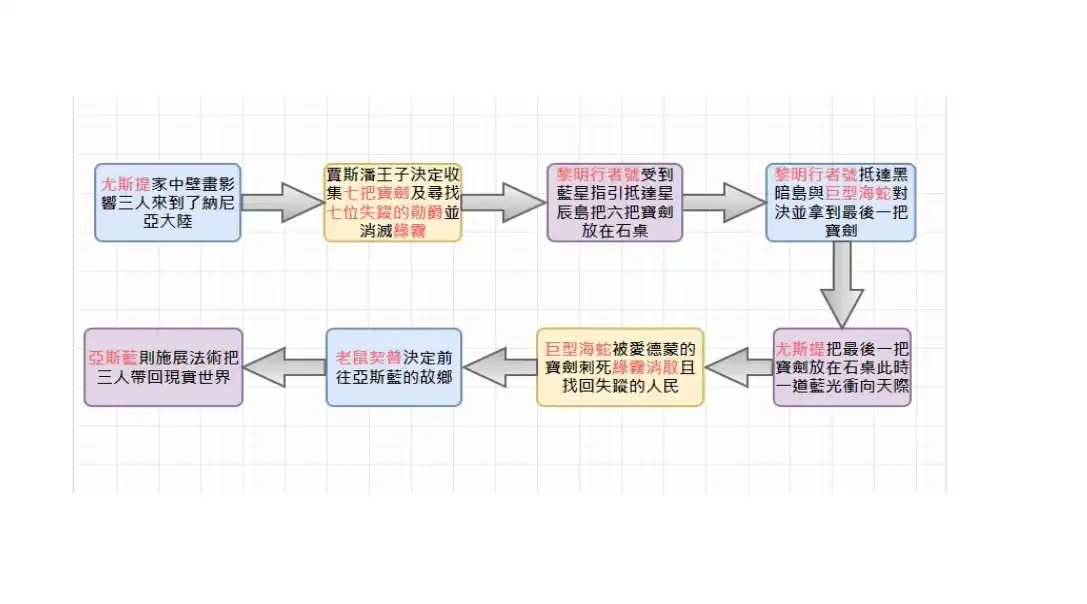 尤斯提家中壁畫影
響三人來到了納尼
亞大陸
賈斯潘王子決定收
集七把寶劍及尋找
七位失蹤的勛爵並
消滅綠霧
黎明行者號受到
藍星指引抵達星
辰島把六把寶劍
放在石桌
黎明行者號抵達黑
暗島與巨型海蛇對
決並拿到最後一把
寶劍
尤斯提把最後一把
寶劍放在石桌此時
一道藍光衝向天際
巨型海蛇被愛德蒙的
寶劍刺死綠霧消散且
找回失蹤的人民
老鼠契普決定前
往亞斯藍的故鄉
亞斯藍則施展法術把
三人帶回現實世界